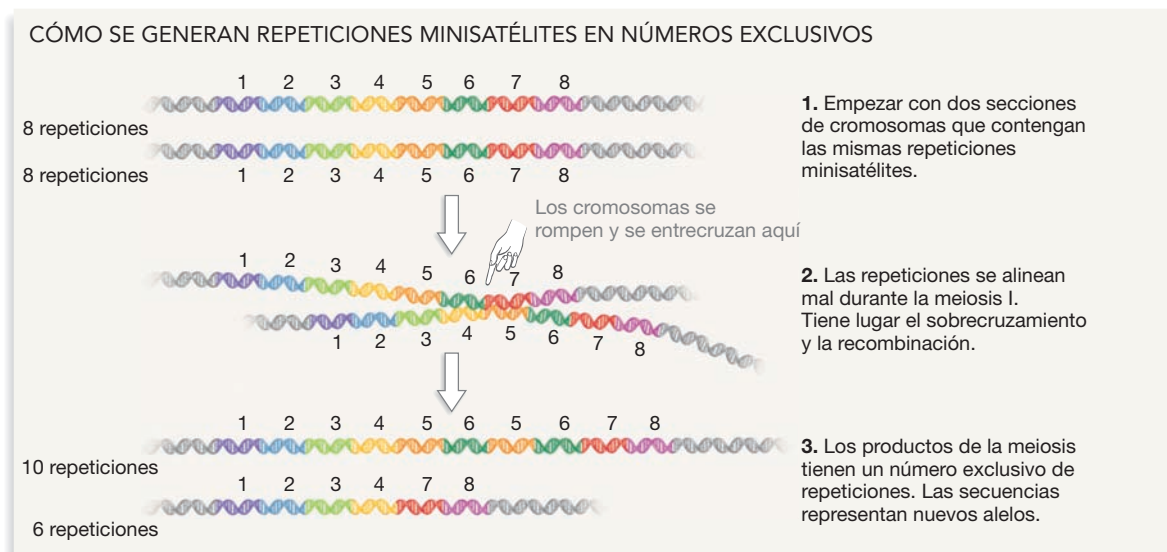 CÓMO SE GENERAN REPETICIONES MINISATÉLITES EN NÚMEROS EXCLUSIVOS
1 2 3 4 5 6 7 8
8 repeticiones
8 repeticiones
1 2 3 4 5 6 7 8
1. Empezar con dos secciones
de cromosomas que contengan
las mismas repeticiones
minisatélites.
Los cromosomas se
rompen y se entrecruzan aquí
1 2 3 4 5 6 7 8
1 2 3 4 5 6 7 8
2. Las repeticiones se alinean
mal durante la meiosis I.
Tiene lugar el sobrecruzamiento
y la recombinación.
1 2 3 4 5 6 5 6 7 8
10 repeticiones
1 2 3 4 7 8
6 repeticiones
3. Los productos de la meiosis
tienen un número exclusivo de
repeticiones. Las secuencias
representan nuevos alelos.